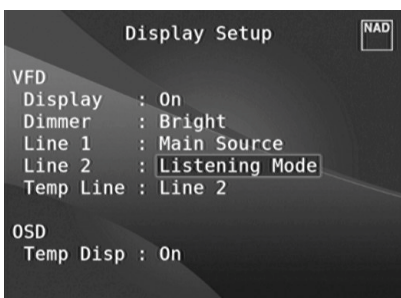 Display Setup
NAD
VFD
Display : On
Dimmer : Bright
Line 1 : Main Source
Line 2 : Listening Mode
Temp Line : Line 2
OSD
Temp Disp : On